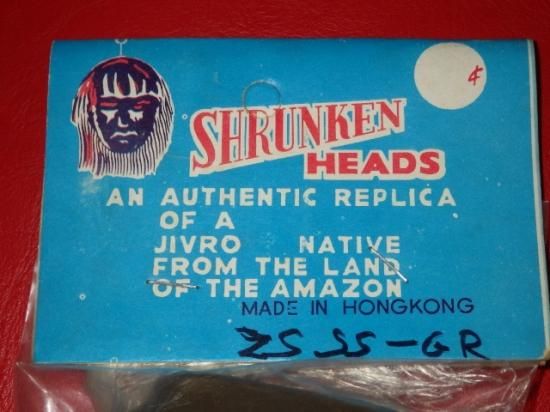 ¢
SHRUNKEN
HEADS
AN AUTHENTIC REPLICA
OF A
JIVRO NATIVE
FROM THE LAND
OF THE AMAZON
MADE IN HONGKONG
ZS SS-GR